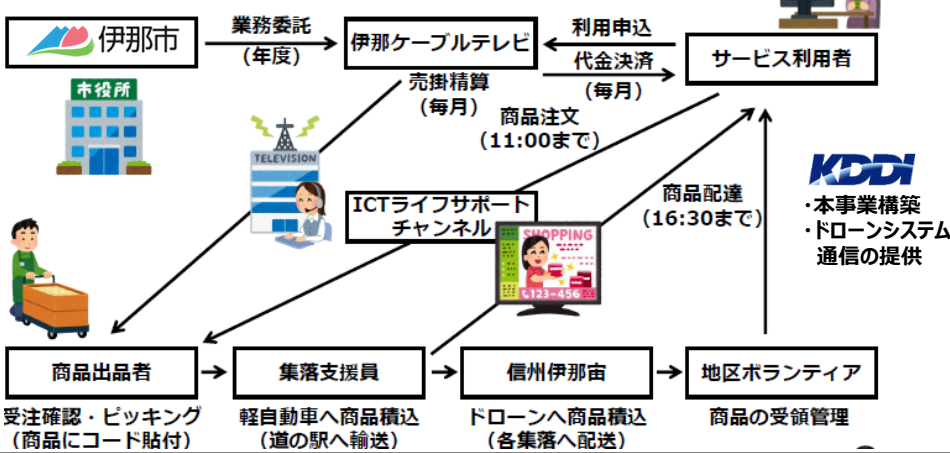 伊那市
業務委託
(年度)
伊那ケーブルテレビ
利用申込
代金決済
(毎月)
サービス利用者
市役所
売掛精算
(毎月)
商品注文
(11:00まで)
TELEVISION
ICTライフサポート
チャンネル
SHOPPING
123-456
商品配達
(16:30まで)
KDDI
・本事業構築
・ドローンシステム
通信の提供
商品出品者
集落支援員
信州伊那宙
地区ボランティア
受注確認・ピッキング
(商品にコード貼付)
軽自動車へ商品積込
(道の駅へ輸送)
ドローンへ商品積込
(各集落へ配送)
商品の受領管理